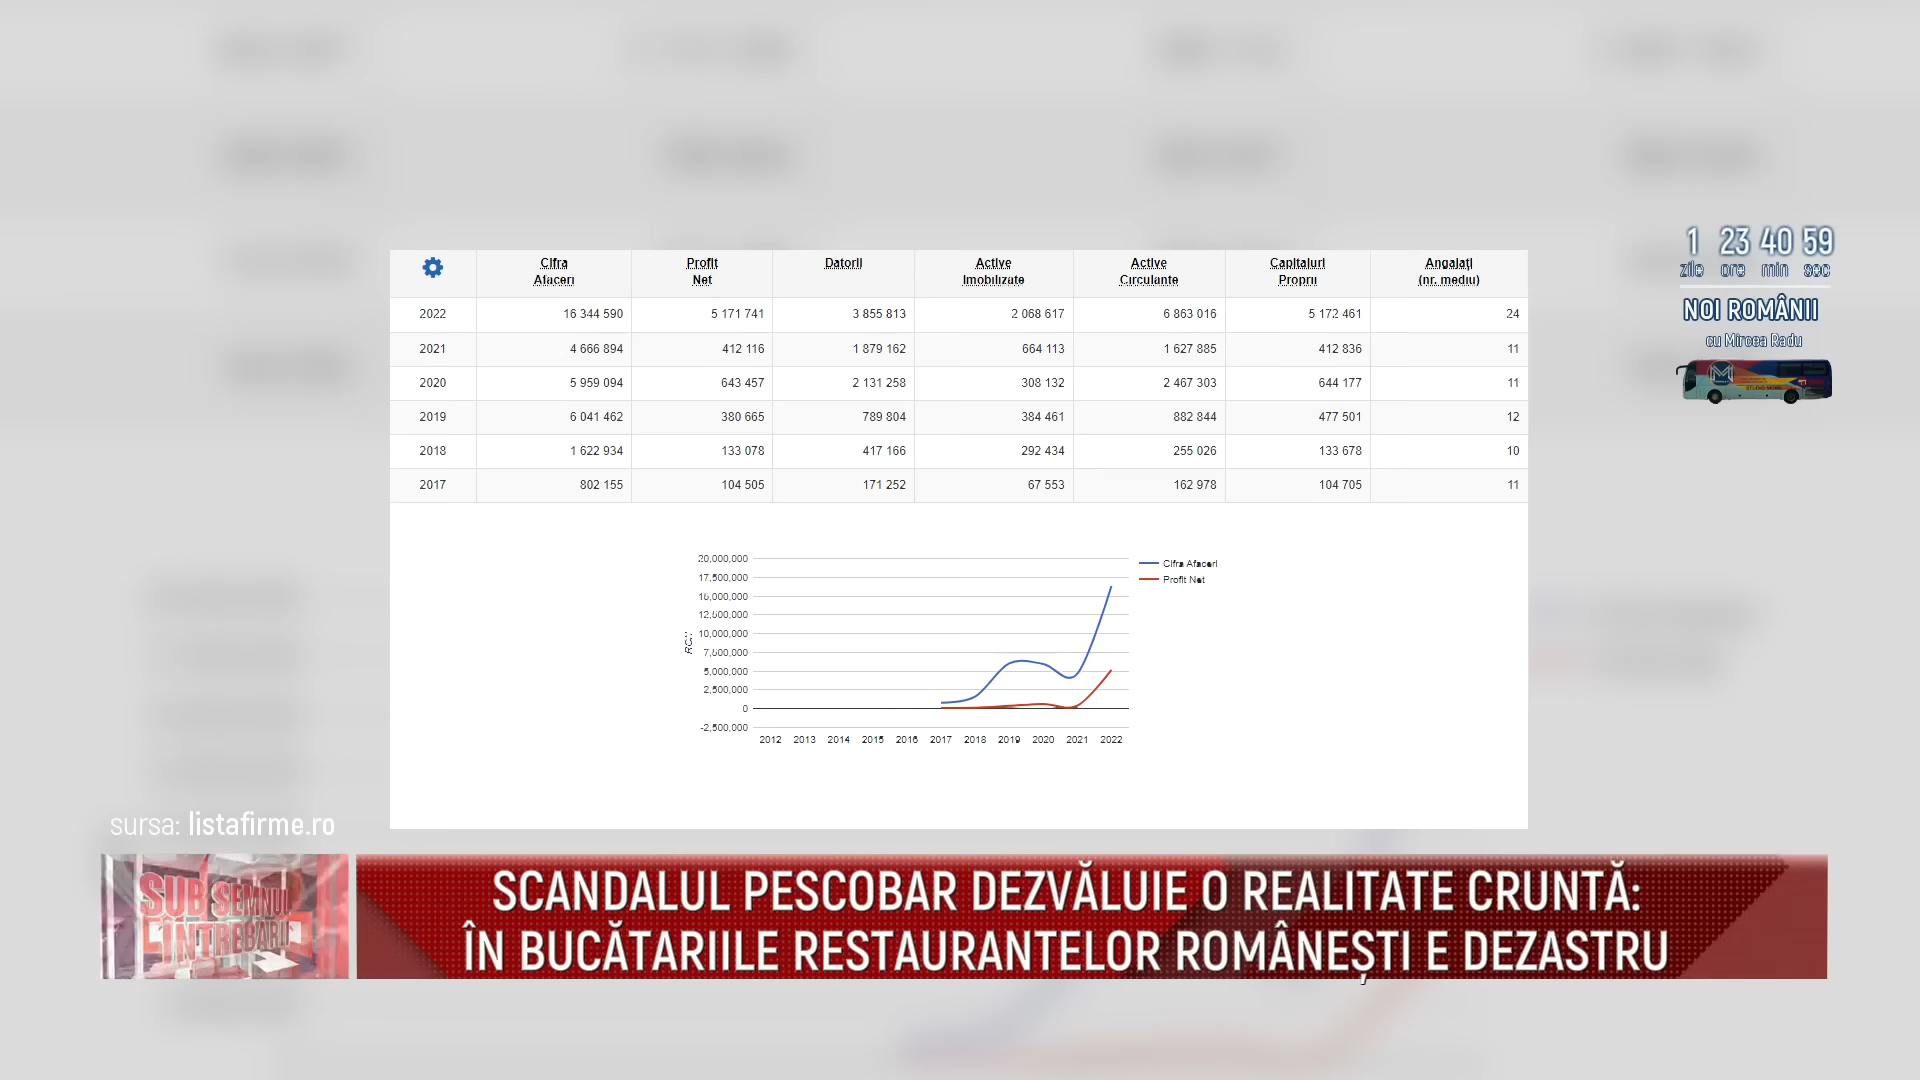 1 23 40 59
zile ore min sec
NOI ROMÂNII
cu Mircea Radu
Cifra Afaceri Profit Net Datorii Active Imobilizate Active Circulante Capitaluri Proprii Angajați (nr. mediu)
2022 16 344 590 5 171 741 3 855 813 2 068 617 6 863 016 5 172 461 24
2021 4 666 894 412 116 1 879 162 664 113 1 627 885 412 836 11
2020 5 959 094 643 457 2 131 258 308 132 2 467 303 644 177 11
2019 6 041 462 380 665 789 804 384 461 882 844 477 501 12
2018 1 622 934 133 078 417 166 292 434 255 026 133 678 10
2017 802 155 104 505 171 252 67 553 162 978 104 705 11
20,000,000
17,500,000
15,000,000
12,500,000
10,000,000
7,500,000
5,000,000
2,500,000
0
-2,500,000
RON
2012 2013 2014 2015 2016 2017 2018 2019 2020 2021 2022
Cifra Afaceri
Profit Net
sursa: listafirme.ro
SUB SEMNUL
ÎNTREBĂRII
SCANDALUL PESCOBAR DEZVĂLUIE O REALITATE CRUNTĂ:
ÎN BUCĂTARIILE RESTAURANTELOR ROMÂNEȘTI E DEZASTRU